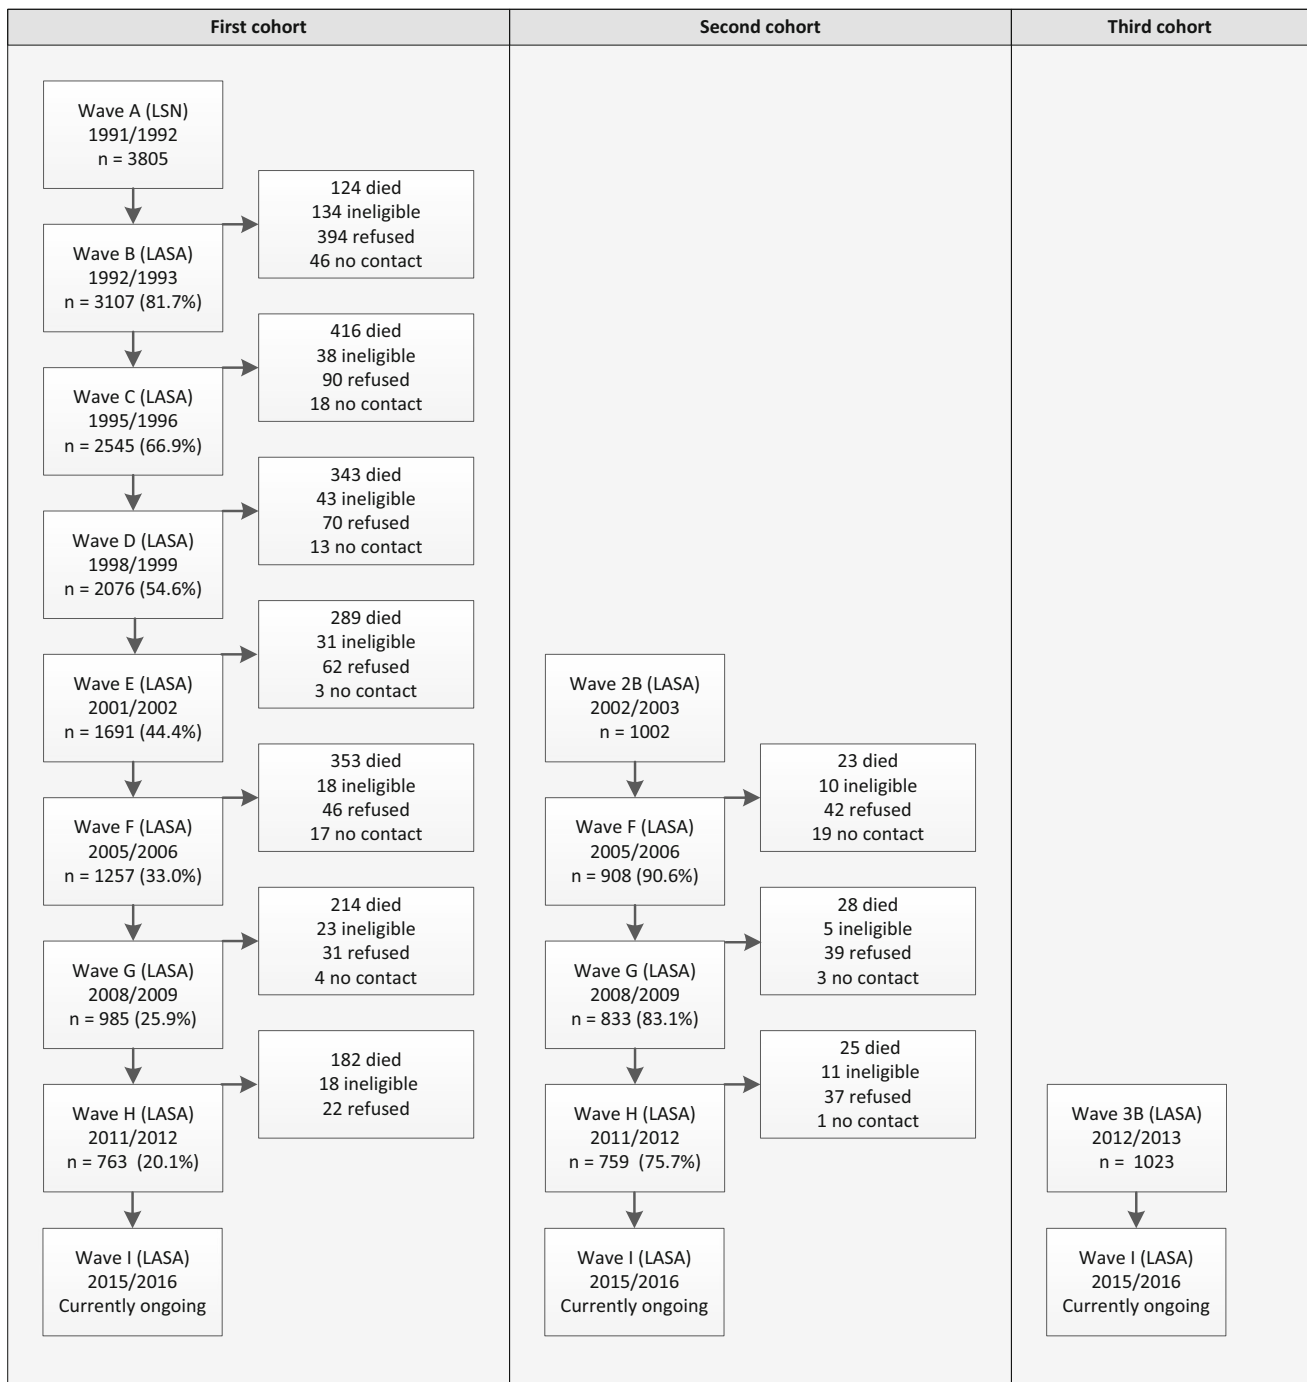 First cohort
Wave A (LSN)
1991/1992
n = 3805
124 died
134 ineligible
394 refused
46 no contact
Wave B (LASA)
1992/1993
n = 3107 (81.7%)
416 died
38 ineligible
90 refused
18 no contact
Wave C (LASA)
1995/1996
n = 2545 (66.9%)
343 died
43 ineligible
70 refused
13 no contact
Wave D (LASA)
1998/1999
n = 2076 (54.6%)
289 died
31 ineligible
62 refused
3 no contact
Wave E (LASA)
2001/2002
n = 1691 (44.4%)
353 died
18 ineligible
46 refused
17 no contact
Wave F (LASA)
2005/2006
n = 1257 (33.0%)
214 died
23 ineligible
31 refused
4 no contact
Wave G (LASA)
2008/2009
n = 985 (25.9%)
182 died
18 ineligible
22 refused
Wave H (LASA)
2011/2012
n = 763 (20.1%)
Wave I (LASA)
2015/2016
Currently ongoing
Second cohort
Wave 2B (LASA)
2002/2003
n = 1002
23 died
10 ineligible
42 refused
19 no contact
Wave F (LASA)
2005/2006
n = 908 (90.6%)
28 died
5 ineligible
39 refused
3 no contact
Wave G (LASA)
2008/2009
n = 833 (83.1%)
25 died
11 ineligible
37 refused
1 no contact
Wave H (LASA)
2011/2012
n = 759 (75.7%)
Wave I (LASA)
2015/2016
Currently ongoing
Third cohort
Wave 3B (LASA)
2012/2013
n = 1023
Wave I (LASA)
2015/2016
Currently ongoing